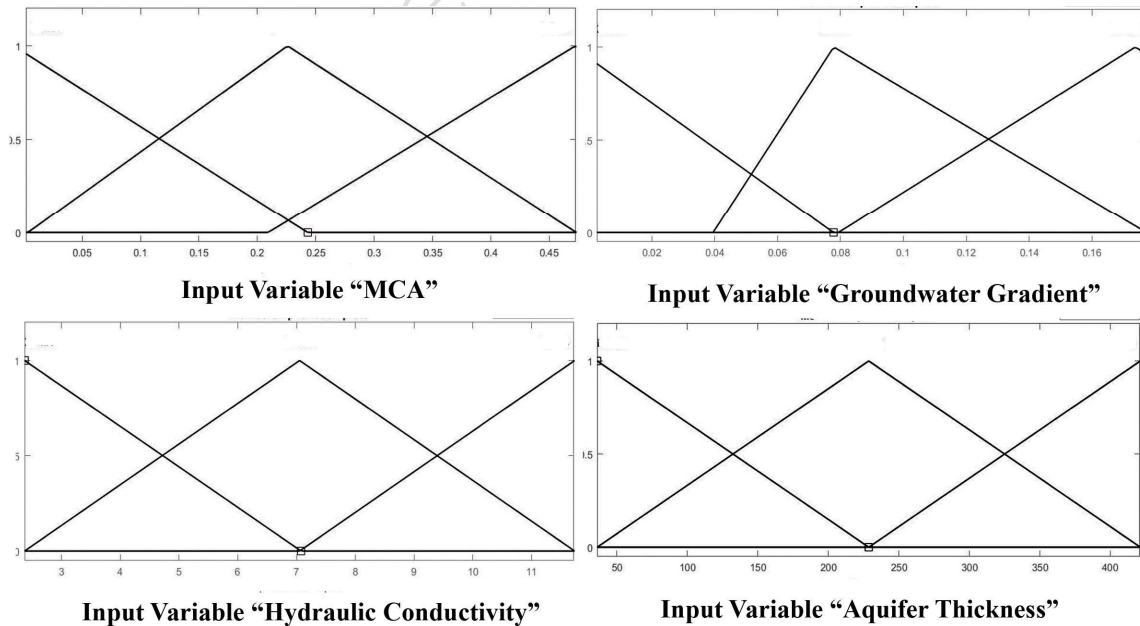 1
0.5
0
0.05 0.1 0.15 0.2 0.25 0.3 0.35 0.4 0.45
Input Variable “MCA”
1
.5
0
0.02 0.04 0.06 0.08 0.1 0.12 0.14 0.16
Input Variable “Groundwater Gradient”
1
5
0
3 4 5 6 7 8 9 10 11
Input Variable “Hydraulic Conductivity”
1
0.5
0
50 100 150 200 250 300 350 400
Input Variable “Aquifer Thickness”